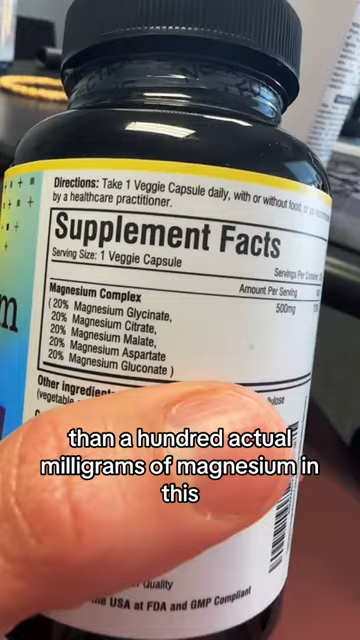 Directions: Take 1 Veggie Capsule daily, with or without food, or as
by a healthcare practitioner.
Supplement Facts
Serving Size: 1 Veggie Capsule
Servings Per
Amount Per Serving
Magnesium Complex
500mg
( 20% Magnesium Glycinate,
20% Magnesium Citrate,
20% Magnesium Malate,
20% Magnesium Aspartate
20% Magnesium Gluconate )
Other
(vegetable
than a hundred actual
milligrams of magnesium in
this
USA at FDA and GMP Compliant